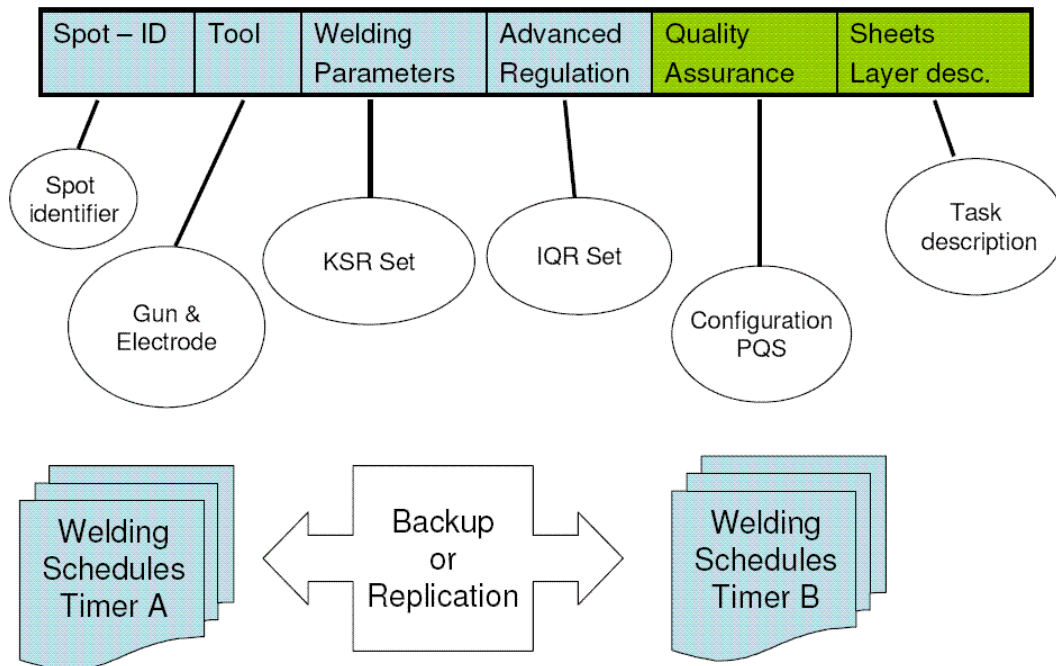 Spot – ID
Tool
Welding
Parameters
Advanced
Regulation
Quality
Assurance
Sheets
Layer desc.
Spot
identifier
Gun &
Electrode
KSR Set
IQR Set
Configuration
PQS
Task
description
Welding
Schedules
Timer A
Backup
or
Replication
Welding
Schedules
Timer B